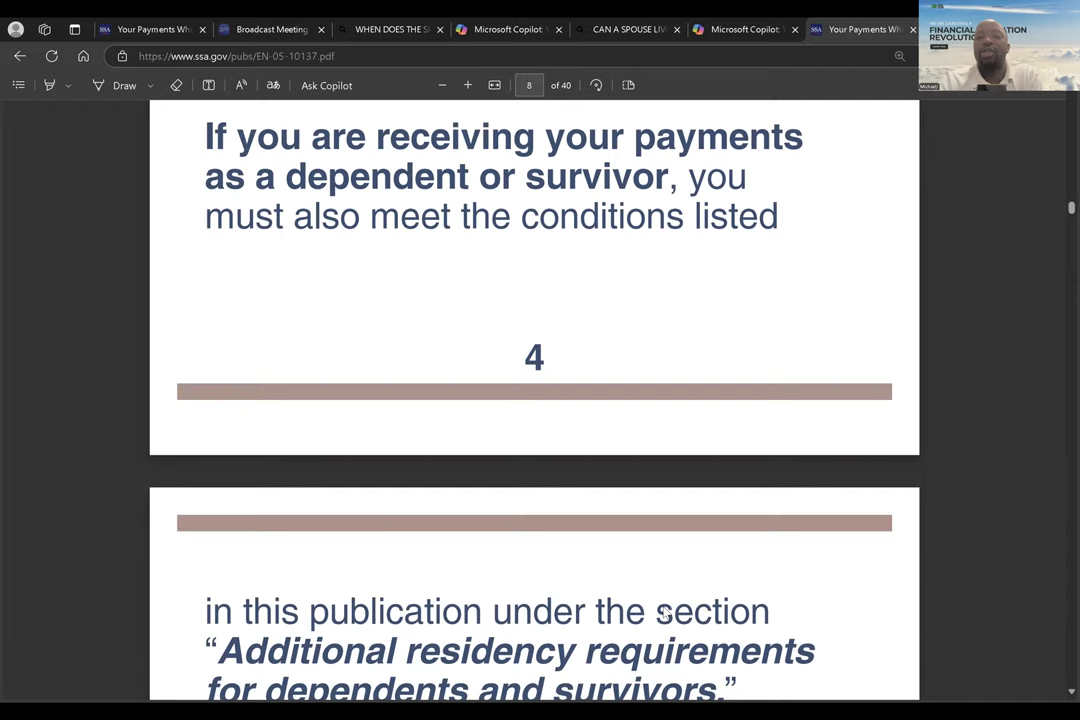 Your Payments Wh
Broadcast Meeting
WHEN DOES THE S
Microsoft Copilot: Y
CAN A SPOUSE LIV
Microsoft Copilot: Y
Your Payments Wh
https://www.ssa.gov/pubs/EN-05-10137.pdf
Draw
Ask Copilot
8
of 40
FINANCIAL
REVOLU
Michael
If you are receiving your payments
as a dependent or survivor, you
must also meet the conditions listed
4
in this publication under the section
“Additional residency requirements
for dependents and survivors.”